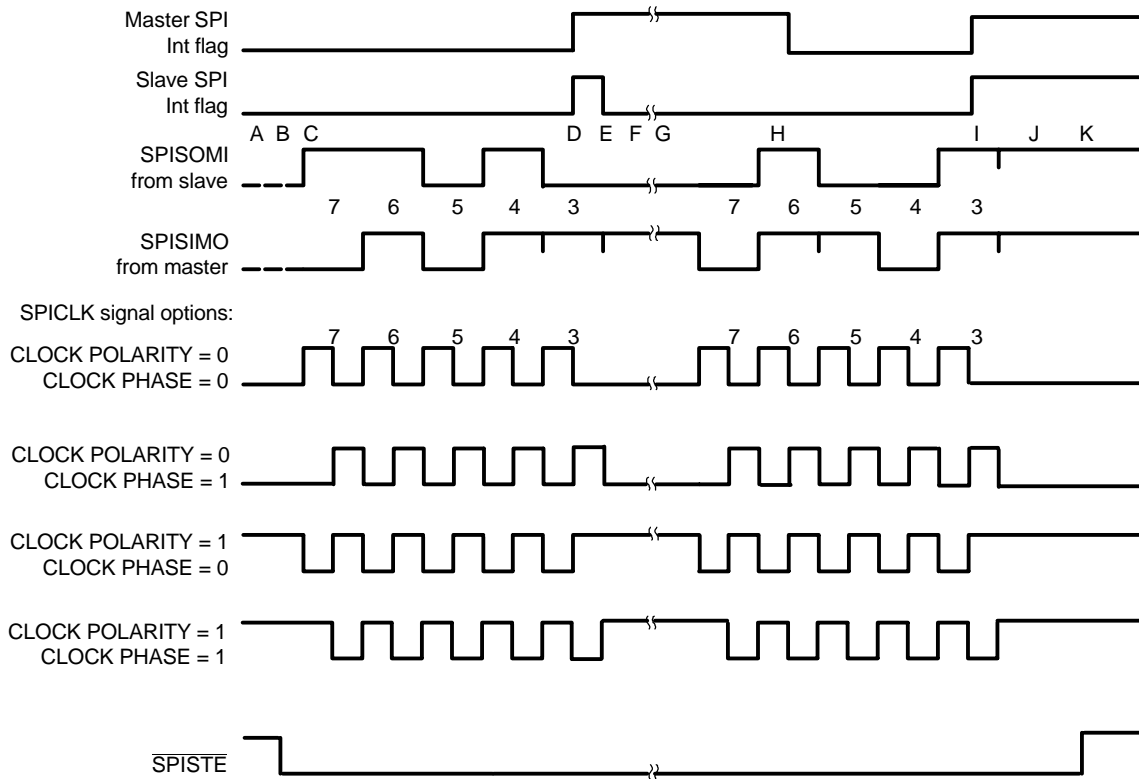 Master SPI
Int flag
Slave SPI
Int flag
A B C D E F G H I J K
SPISOMI
from slave
7 6 5 4 3 7 6 5 4 3
SPISIMO
from master
SPICLK signal options:
7 6 5 4 3 7 6 5 4 3
CLOCK POLARITY = 0
CLOCK PHASE = 0
CLOCK POLARITY = 0
CLOCK PHASE = 1
CLOCK POLARITY = 1
CLOCK PHASE = 0
CLOCK POLARITY = 1
CLOCK PHASE = 1
SPISTE